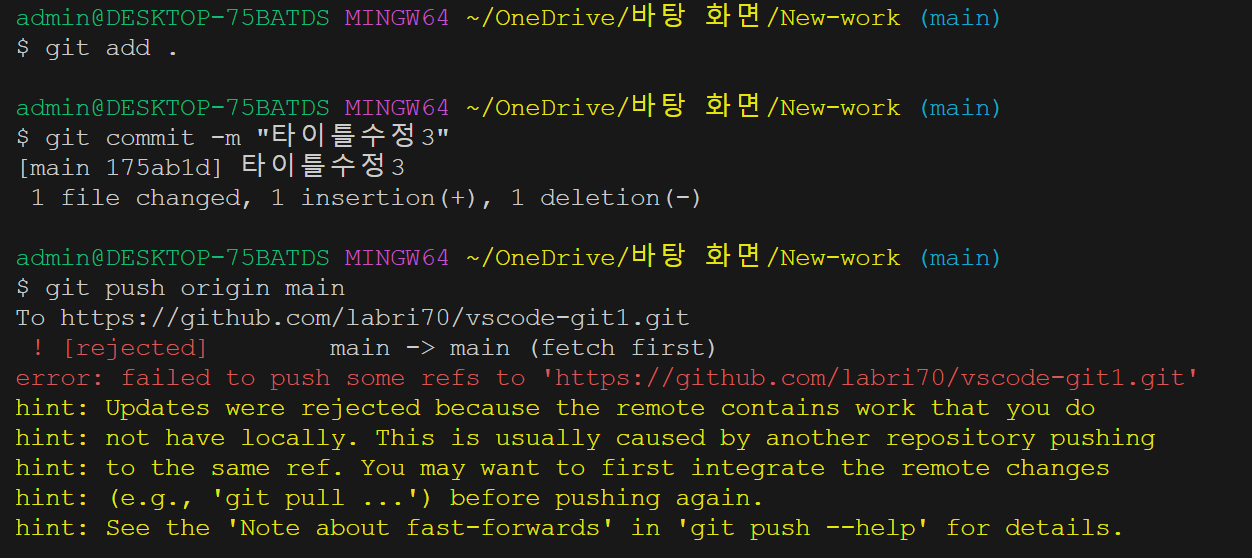 admin@DESKTOP-75BATDS MINGW64 ~/OneDrive/바탕 화면/New-work (main)
$ git add .
admin@DESKTOP-75BATDS MINGW64 ~/OneDrive/바탕 화면/New-work (main)
$ git commit -m "타이틀수정3"
[main 175ab1d] 타이틀수정3
 1 file changed, 1 insertion(+), 1 deletion(-)
admin@DESKTOP-75BATDS MINGW64 ~/OneDrive/바탕 화면/New-work (main)
$ git push origin main
To https://github.com/labri70/vscode-git1.git
 ! [rejected]        main -> main (fetch first)
error: failed to push some refs to 'https://github.com/labri70/vscode-git1.git'
hint: Updates were rejected because the remote contains work that you do
hint: not have locally. This is usually caused by another repository pushing
hint: to the same ref. You may want to first integrate the remote changes
hint: (e.g., 'git pull ...') before pushing again.
hint: See the 'Note about fast-forwards' in 'git push --help' for details.